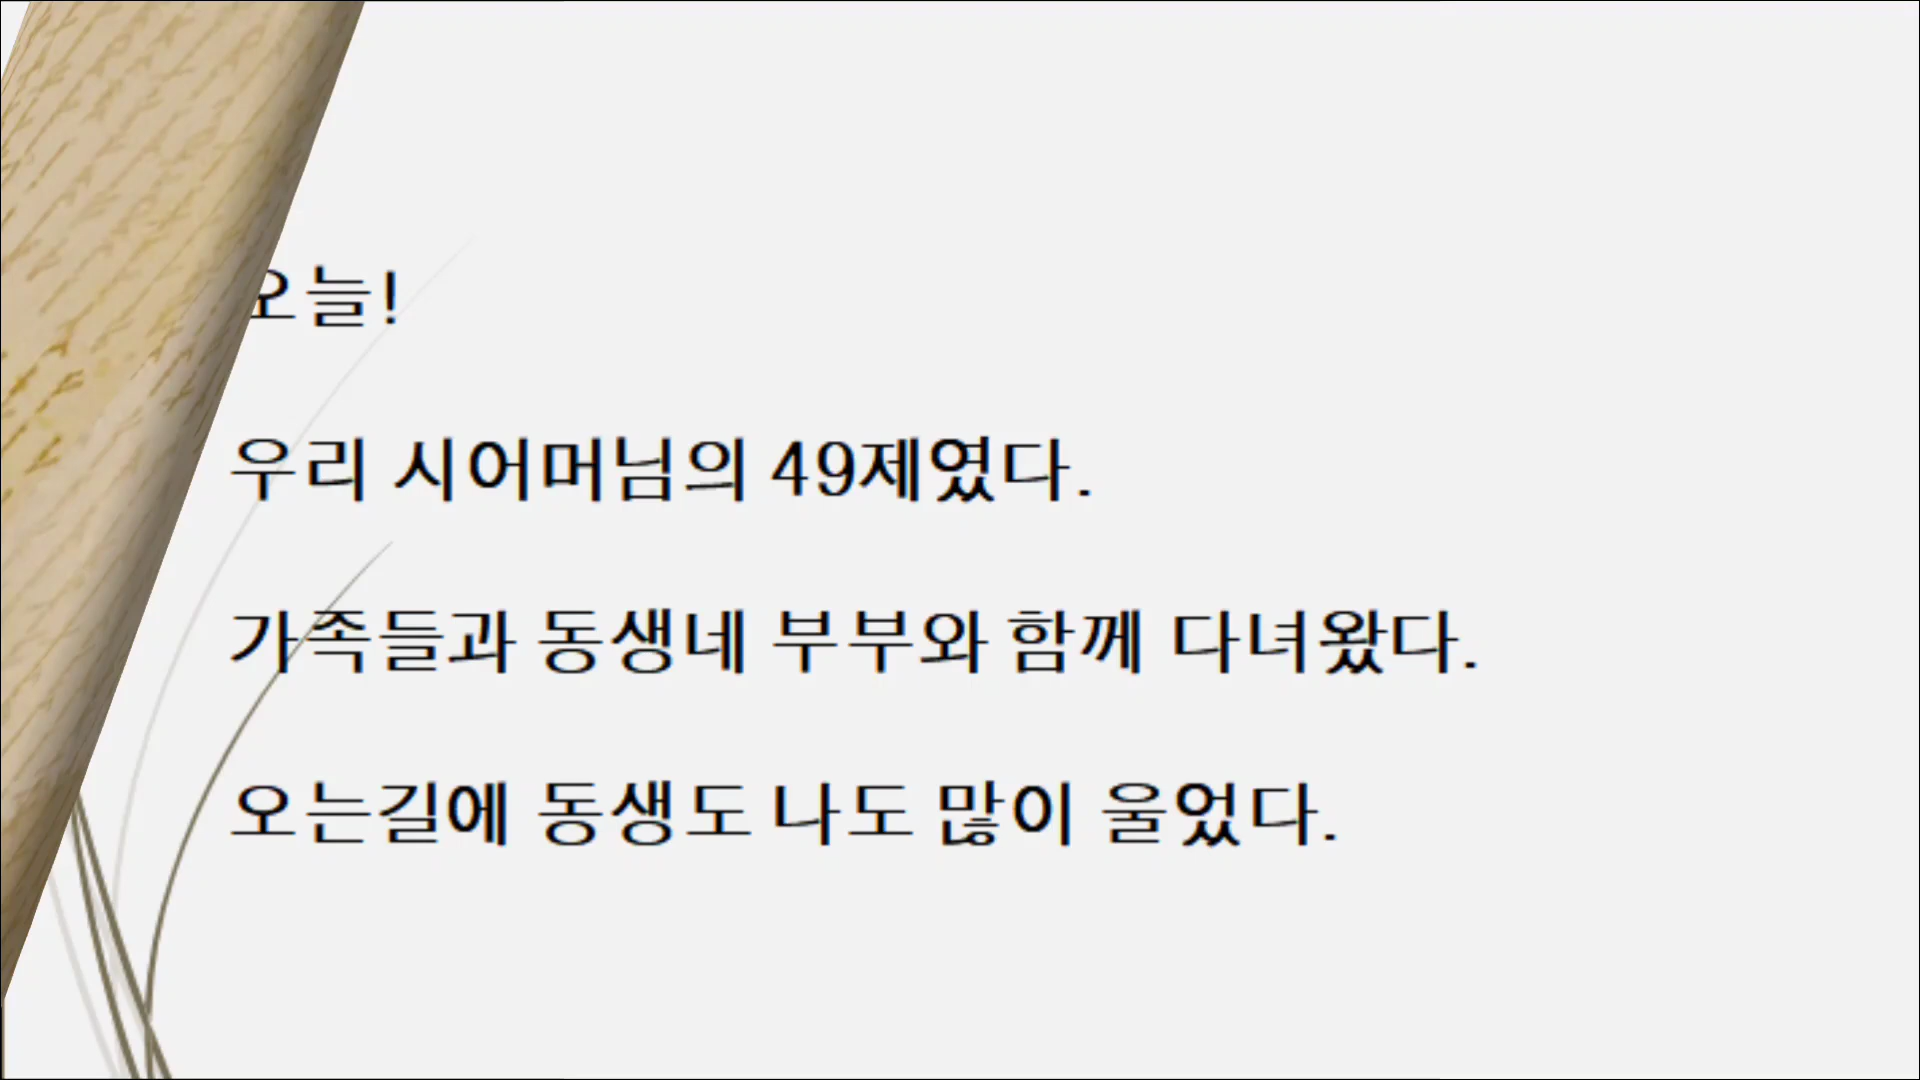 오늘!
우리 시어머님의 49제였다.
가족들과 동생네 부부와 함께 다녀왔다.
오는길에 동생도 나도 많이 울었다.